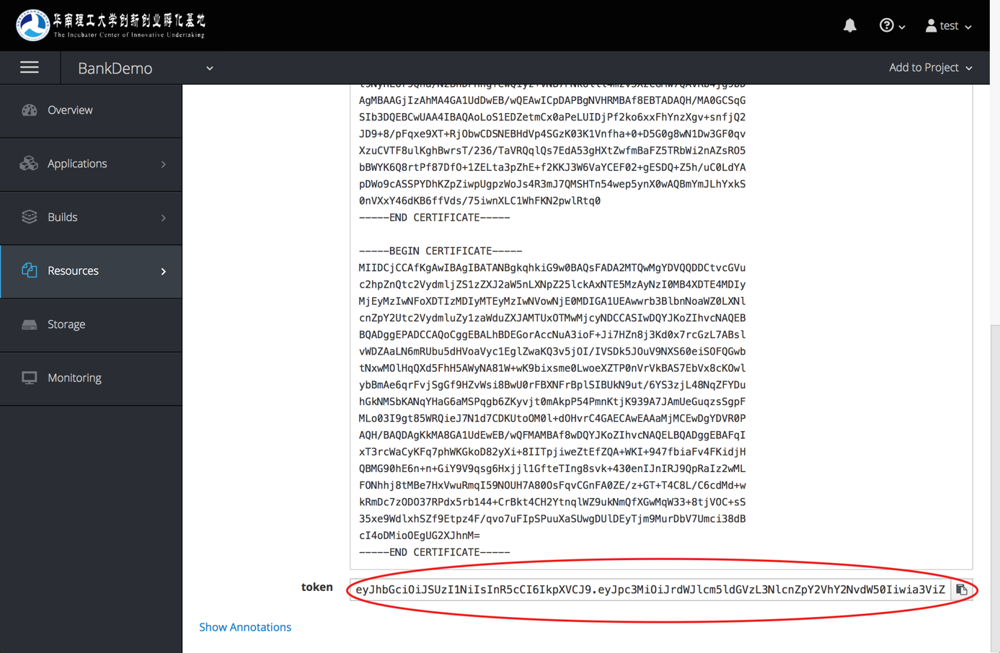 华南理工大学创新创业孵化基地
The Incubator Center of Innovative Undertaking
test
BankDemo
Add to Project
Overview
Applications
Builds
Resources
Storage
Monitoring
AgMBAAGjIzAhMA4GA1UdDwEB/wQEAwICpDAPBgNVHRMBAf8EBTADAQH/MA0GCSqG
SIb3DQEBCwUAA4IBAQAoLoS1EDZetmCx0aPeLUIDjPf2ko6xxFhYnzXgv+snfjQ2
JD9+8/pFqxe9XT+RjObwCDSNEBHdVp4SGzK03K1Vnfha+0+D5G0g8wN1Dw3GF0qv
XzuCVTF8ulKghBwrsT/236/TaVRQqlQs7EdA53gHXtZwfmBaFZ5TRbWi2nAZsRO5
bBWYK6Q8rtPf87DfO+1ZELta3pZhE+f2KKJ3W6VaYCEF02+gESDQ+Z5h/uC0LdYA
pDWo9cASSPYDhKZpZiwpUgpzWoJs4R3mJ7QMSHTn54wep5ynX0wAQBmYmJLhYxkS
0nVXxY46dKB6ffVds/75iwnXLC1WhFKN2pwlRtq0
-----END CERTIFICATE-----
-----BEGIN CERTIFICATE-----
MIIDCjCCAfKgAwIBAgIBATANBgkqhkiG9w0BAQsFADA2MTQwMgYDVQQDDCtvcGVu
c2hpZnQtc2VydmljZS1zZXJ2aW5nLXNpZ25lckAxNTE5MzAyNzI0MB4XDTE4MDIy
MjEyMzIwNFoXDTIzMDIyMTEyMzIwNVowNjE0MDIGA1UEAwwrb3BlbnNoaWZ0LXNl
cnZpY2Utc2VydmluZy1zaWduZXJAMTUxOTMwMjcyNDCCASIwDQYJKoZIhvcNAQEB
BQADggEPADCCAQoCggEBALhBDEGorAccNuA3ioF+Ji7HZn8j3Kd0x7rcGzL7ABsl
vWDZAaLN6mRUbu5dHVoaVyc1EglZwaKQ3v5jOI/IVSDk5JOuV9NXS60eiSOFQGwb
tNxwMOlHqQXd5FhH5AWyNA81W+wK9bixsme0LwoeXZTP0nVrVkBAS7EbVx8cKOwl
ybBmAe6qrFvjSgGf9HZvWsi8BwU0rFBXNFrBplSIBUkN9ut/6YS3zjL48NqZFYDu
hGkNMSbKANqYHaG6aMSPqgb6ZKyvjt0mAkpP54PmnKtjK939A7JAmUeGuqzsSgpF
MLo03I9gt85WRQieJ7N1d7CDKUtoOM0l+dOHvrC4GAECAwEAAaMjMCEwDgYDVR0P
AQH/BAQDAgKkMA8GA1UdEwEB/wQFMAMBAf8wDQYJKoZIhvcNAQELBQADggEBAFqI
xT3rcWaCyKFq7phWKGkoD82yXi+8IITpjiweZtEfZQA+WKI+947fbiaFv4FKidjH
QBMG90hE6n+n+GiY9V9qsg6Hxjjl1GfteTIng8svk+430enIJnIRJ9QpRaIz2wML
FONhhj8tMBe7HxVwuRmqI59NOUH7A80OsFqvCGnFA0ZE/z+GT+T4C8L/C6cdMd+w
kRmDc7zODO37RPdx5rb144+CrBkt4CH2YtnqlWZ9ukNmQfXGwMqW33+8tjVOC+sS
35xe9WdlxhSZf9Etpz4F/qvo7uFIpSPuuXaSUwgDUlDEyTjm9MurDbV7Umci38dB
cI4oDMioOEgUG2XJhnM=
-----END CERTIFICATE-----
token
eyJhbGciOiJSUzI1NiIsInR5cCI6IkpXVCJ9.eyJpc3MiOiJrdWJlcm5ldGVzL3NlcnZpY2VhY2NvdW50Iiwia3ViZ
Show Annotations